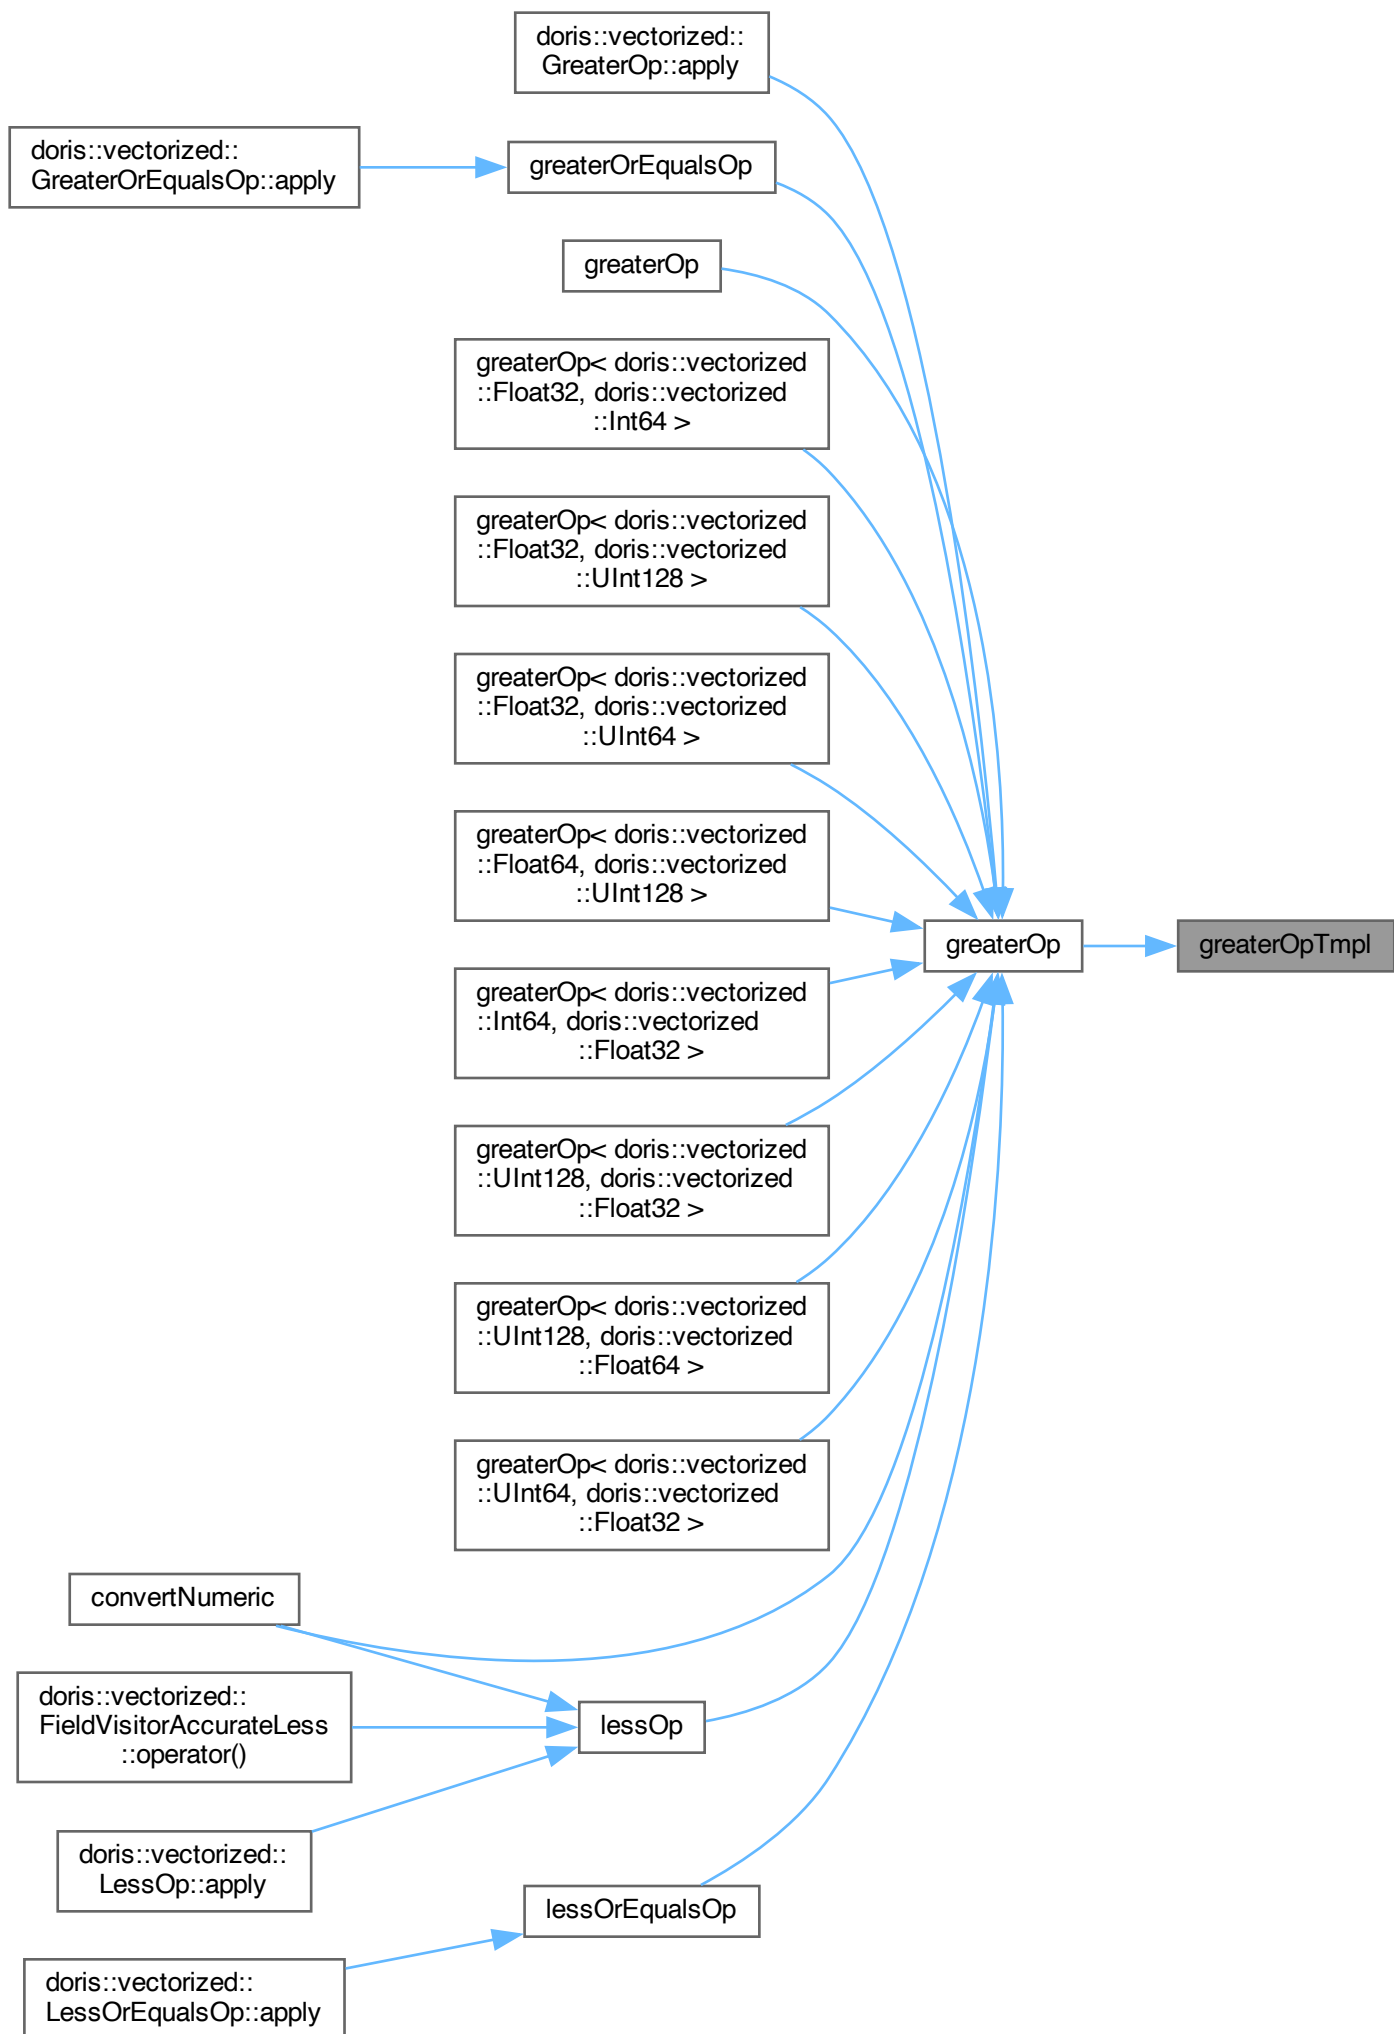 doris::vectorized::
GreaterOp::apply
doris::vectorized::
GreaterOrEqualsOp::apply
greaterOrEqualsOp
greaterOp
greaterOp< doris::vectorized
::Float32, doris::vectorized
::Int64 >
greaterOp< doris::vectorized
::Float32, doris::vectorized
::UInt128 >
greaterOp< doris::vectorized
::Float32, doris::vectorized
::UInt64 >
greaterOp< doris::vectorized
::Float64, doris::vectorized
::UInt128 >
greaterOp
greaterOpTmpl
greaterOp< doris::vectorized
::Int64, doris::vectorized
::Float32 >
greaterOp< doris::vectorized
::UInt128, doris::vectorized
::Float32 >
greaterOp< doris::vectorized
::UInt128, doris::vectorized
::Float64 >
greaterOp< doris::vectorized
::UInt64, doris::vectorized
::Float32 >
convertNumeric
doris::vectorized::
FieldVisitorAccurateLess
::operator()
lessOp
doris::vectorized::
LessOp::apply
lessOrEqualsOp
doris::vectorized::
LessOrEqualsOp::apply